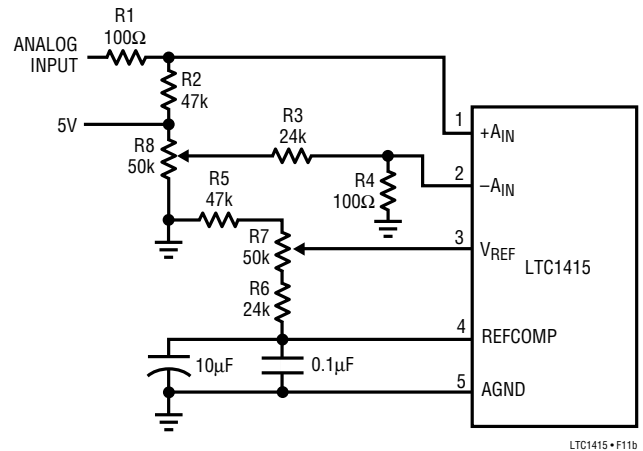 R1
100Ω
ANALOG
INPUT
R2
47k
5V
R3
24k
R8
50k
R4
100Ω
R5
47k
R7
50k
R6
24k
10µF
0.1µF
1
+AIN
2
–AIN
3
VREF
LTC1415
4
REFCOMP
5
AGND
LTC1415 • F11b